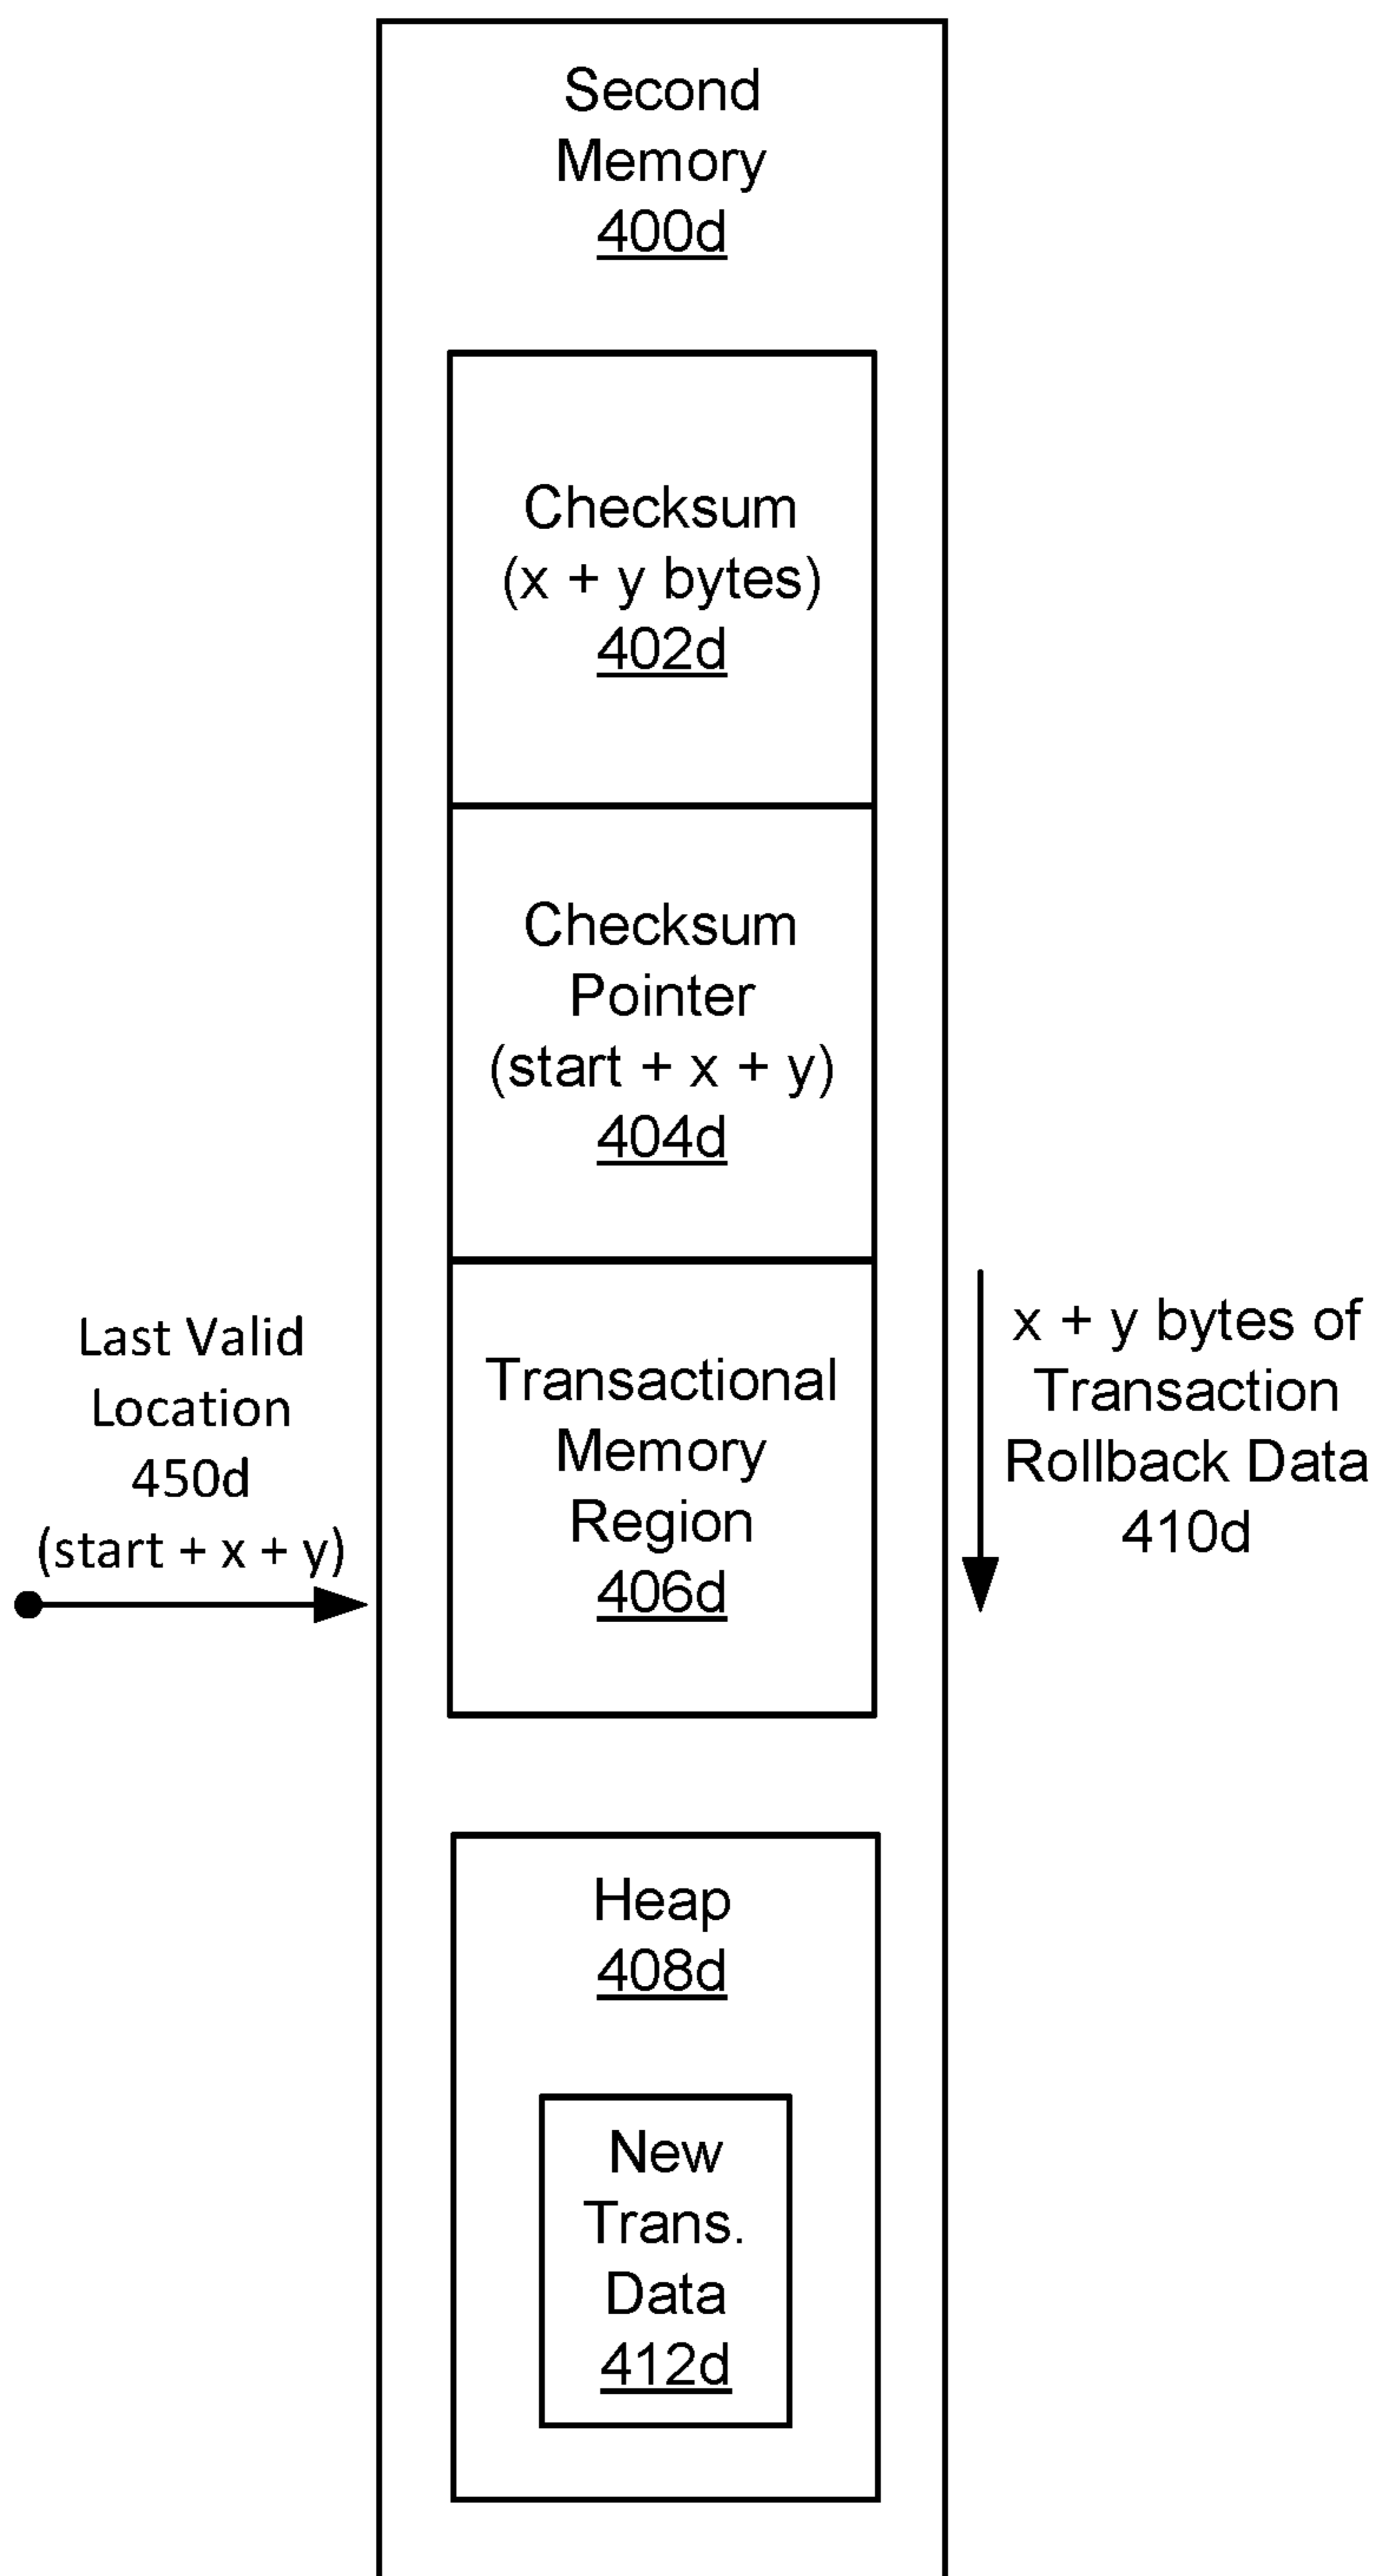 Second
Memory
400d
Checksum
(x + y bytes)
402d
Checksum
Pointer
(start + x + y)
404d
Last Valid
Location
450d
(start + x + y)
Transactional
Memory
Region
406d
x + y bytes of
Transaction
Rollback Data
410d
Heap
408d
New
Trans.
Data
412d